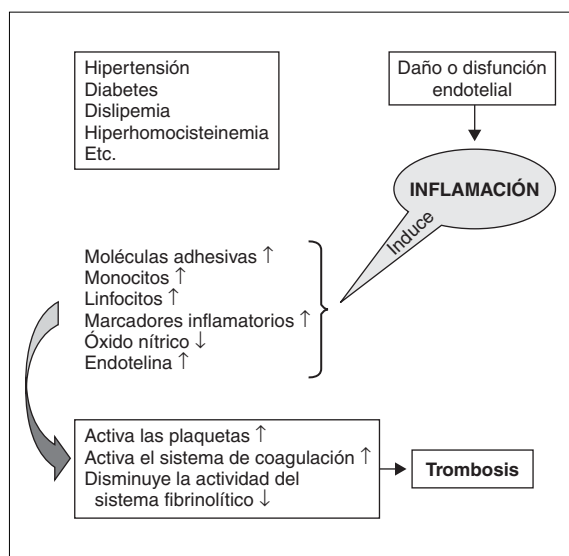 Hipertensión
Diabetes
Dislipemia
Hiperhomocisteinemia
Etc.
Daño o disfunción
endotelial
INFLAMACIÓN
Induce
Moléculas adhesivas ↑
Monocitos ↑
Linfocitos ↑
Marcadores inflamatorios ↑
Óxido nítrico ↓
Endotelina ↑
Activa las plaquetas ↑
Activa el sistema de coagulación ↑
Disminuye la actividad del
sistema fibrinolítico ↓
Trombosis